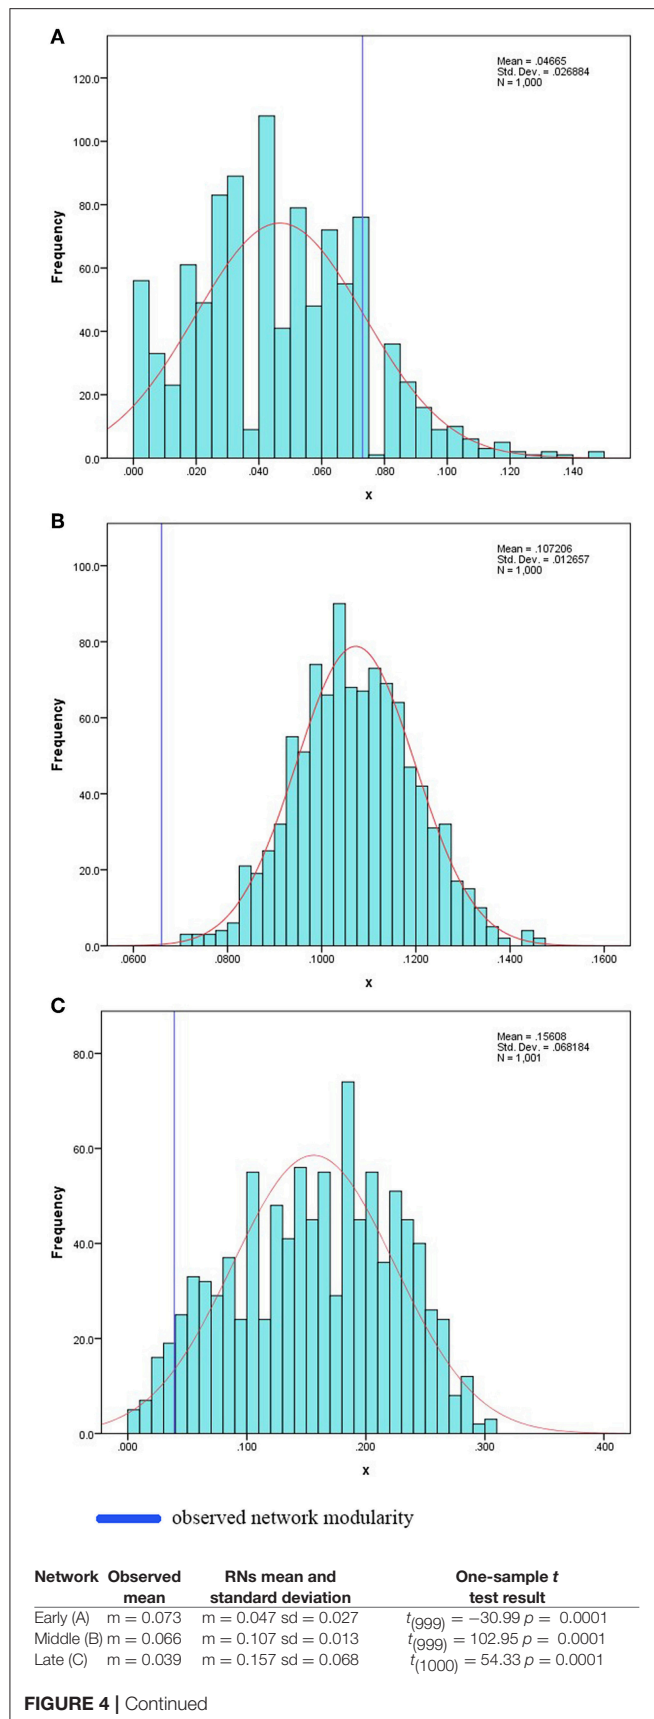 A
Mean = .04665
Std. Dev. = .026884
N = 1,000
120.0
100.0
80.0
60.0
40.0
20.0
0.0
Frequency
.000 .020 .040 .060 .080 .100 .120 .140
x
B
Mean = .107206
Std. Dev. = .012657
N = 1,000
100.0
80.0
60.0
40.0
20.0
0.0
Frequency
.0600 .0800 .1000 .1200 .1400 .1600
x
C
Mean = .15608
Std. Dev. = .068184
N = 1,001
80.0
60.0
40.0
20.0
0.0
Frequency
.000 .100 .200 .300 .400
x
observed network modularity
Network Observed RNs mean and One-sample t
mean standard deviation test result
Early (A) m = 0.073 m = 0.047 sd = 0.027 t(999) = −30.99 p = 0.0001
Middle (B) m = 0.066 m = 0.107 sd = 0.013 t(999) = 102.95 p = 0.0001
Late (C) m = 0.039 m = 0.157 sd = 0.068 t(1000) = 54.33 p = 0.0001
FIGURE 4 | Continued